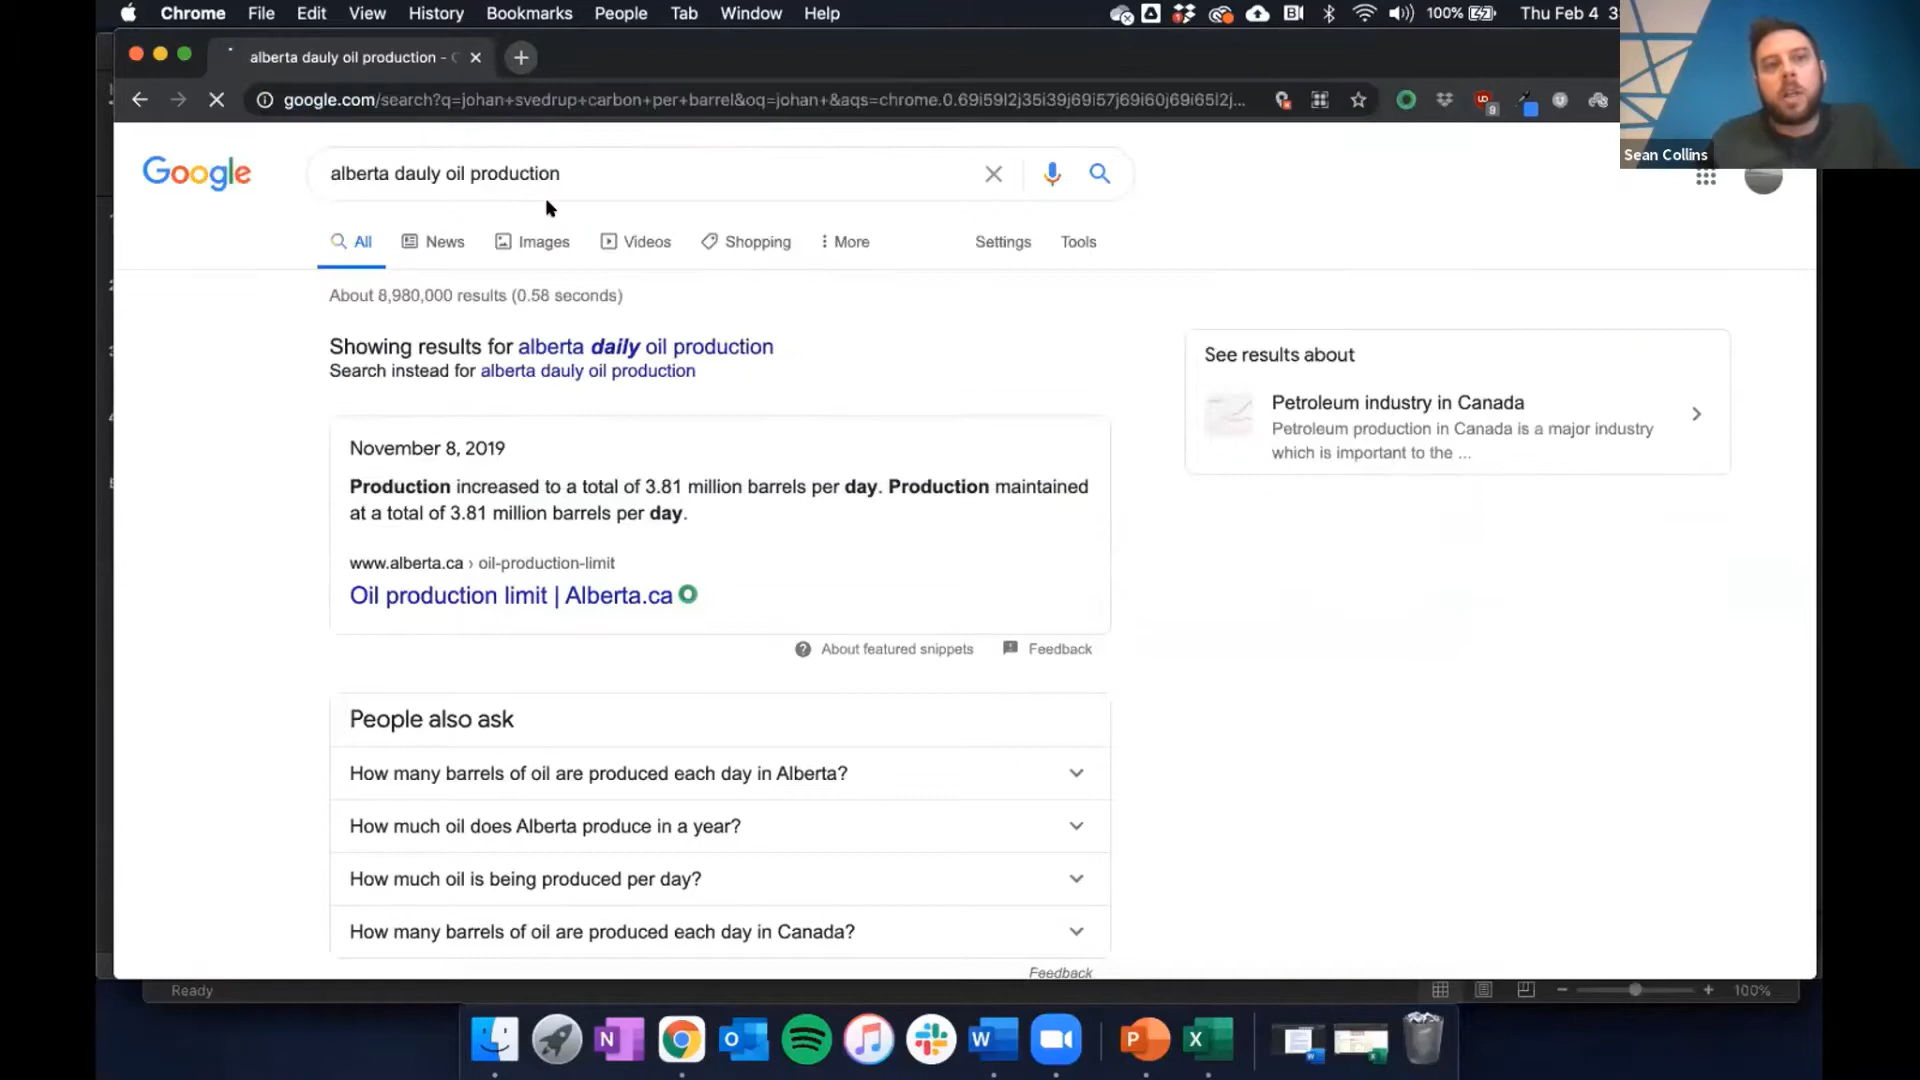 Chrome File Edit View History Bookmarks People Tab Window Help 100% Thu Feb 4 3
alberta dauly oil production -
google.com/search?q=johan+svedrup+carbon+per+barrel&oq=johan+&aqs=chrome.0.69i59l2j35i39j69i57j69i60j69i65l2j...
Sean Collins
Google
alberta dauly oil production
All News Images Videos Shopping More Settings Tools
About 8,980,000 results (0.58 seconds)
Showing results for alberta daily oil production
Search instead for alberta dauly oil production
See results about
Petroleum industry in Canada
Petroleum production in Canada is a major industry
which is important to the ...
November 8, 2019
Production increased to a total of 3.81 million barrels per day. Production maintained
at a total of 3.81 million barrels per day.
www.alberta.ca › oil-production-limit
Oil production limit | Alberta.ca
About featured snippets Feedback
People also ask
How many barrels of oil are produced each day in Alberta?
How much oil does Alberta produce in a year?
How much oil is being produced per day?
How many barrels of oil are produced each day in Canada?
Feedback
Ready 100%